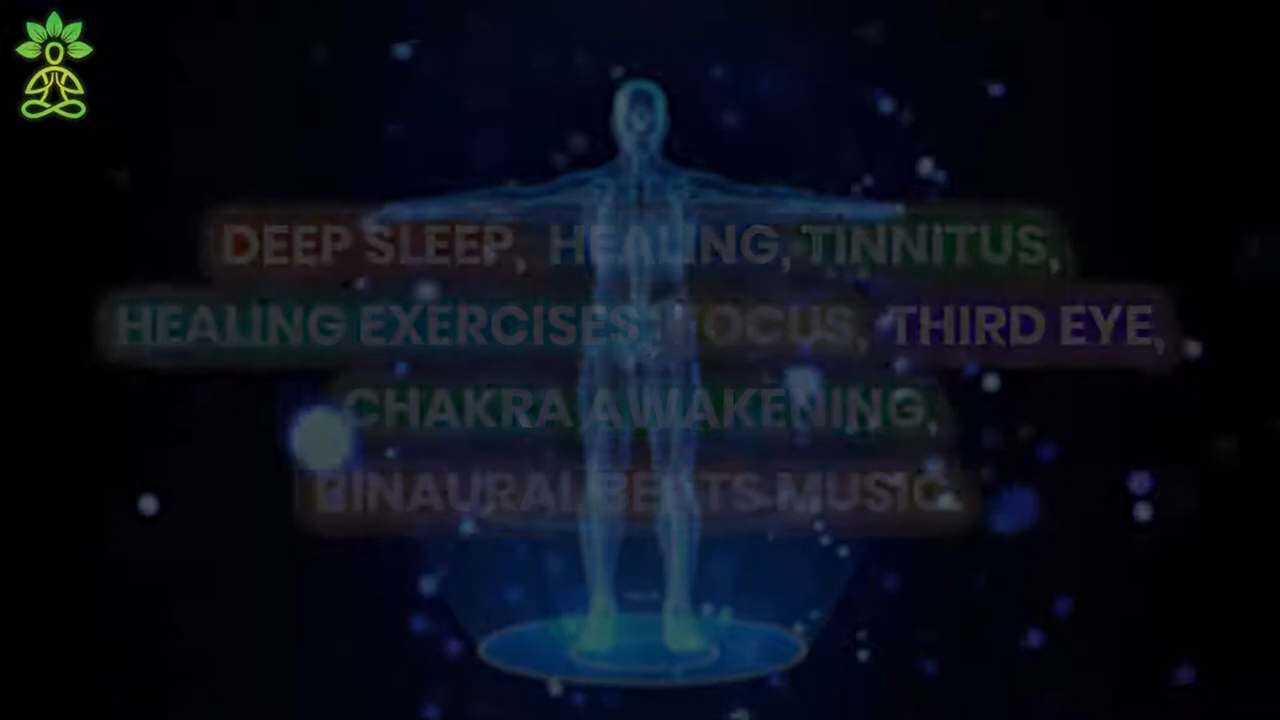 DEEP SLEEP, HEALING, TINNITUS,
HEALING EXERCISES, FOCUS, THIRD EYE,
CHAKRA AWAKENING,
BINAURAL BEATS MUSIC.